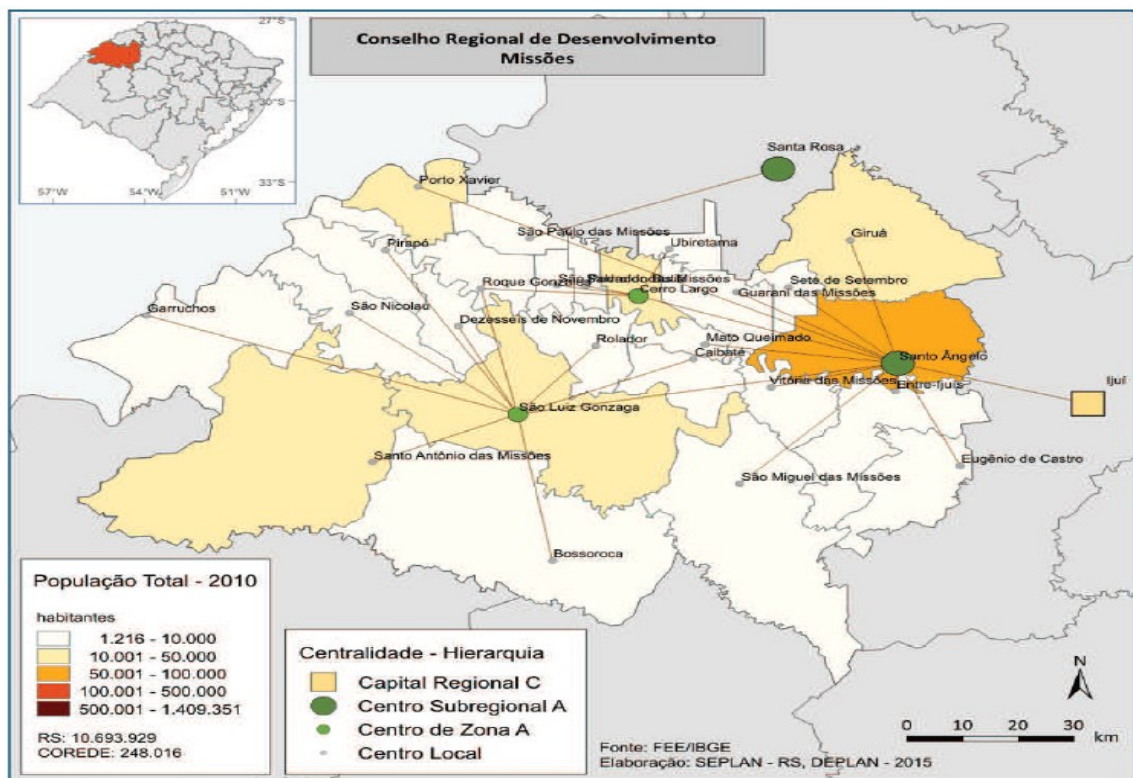 27°S
30°S
33°S
57°W
54°W
51°W
Conselho Regional de Desenvolvimento
Missões
Santa Rosa
Porto Xavier
Giruá
São Paulo das Missões
Pirapó
Ubiretama
Roque Gonzales
Sete de Setembro
Cerro Largo
Guarani das Missões
Garruchos
São Nicolau
Dezesseis de Novembro
Rolador
Mato Queimado
Caibaté
Santo Ângelo
Vitória das Missões
Entre-Ijuís
Ijuí
São Luiz Gonzaga
Santo Antônio das Missões
Eugênio de Castro
São Miguel das Missões
Bossoroca
População Total - 2010
habitantes
1.216 - 10.000
10.001 - 50.000
50.001 - 100.000
100.001 - 500.000
500.001 - 1.409.351
RS: 10.693.929
COREDE: 248.016
Centralidade - Hierarquia
Capital Regional C
Centro Subregional A
Centro de Zona A
Centro Local
N
0 10 20 30
km
Fonte: FEE/IBGE
Elaboração: SEPLAN - RS, DEPLAN - 2015